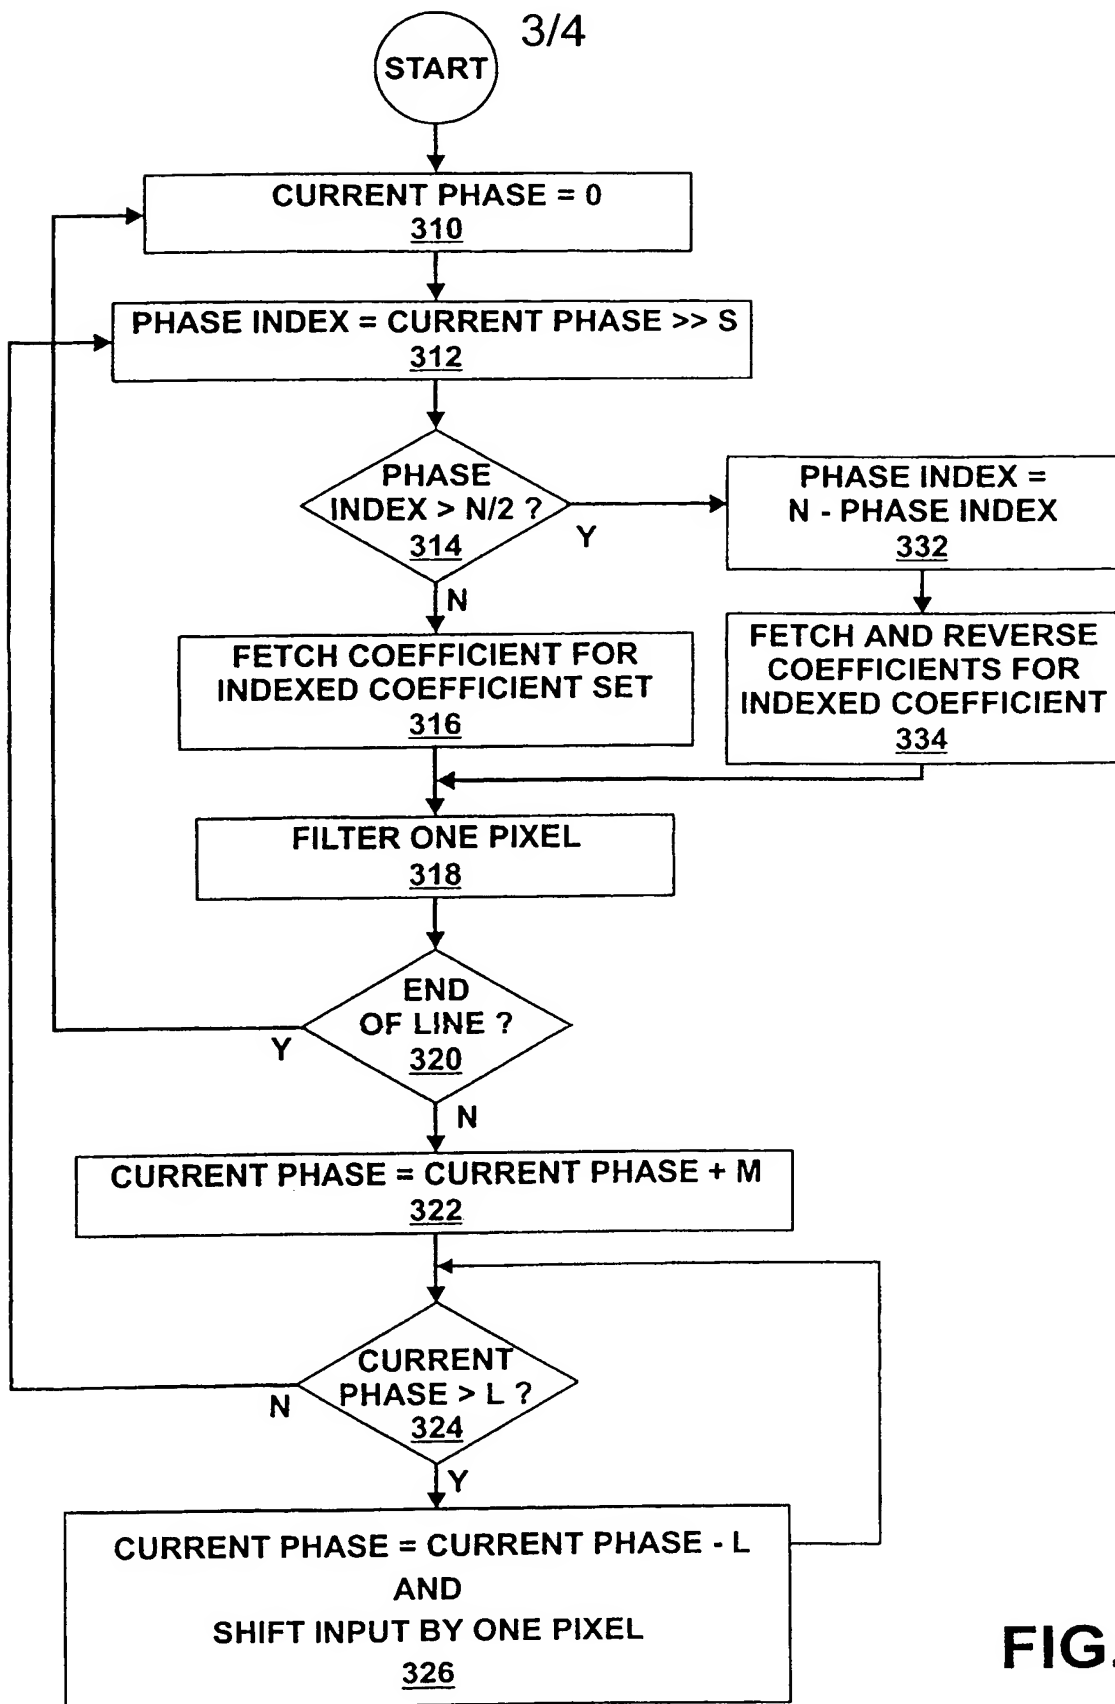 3/4
START
CURRENT PHASE = 0
310
PHASE INDEX = CURRENT PHASE >> S
312
PHASE
INDEX > N/2 ?
314
Y
N
PHASE INDEX =
N - PHASE INDEX
332
FETCH COEFFICIENT FOR
INDEXED COEFFICIENT SET
316
FETCH AND REVERSE
COEFFICIENTS FOR
INDEXED COEFFICIENT
334
FILTER ONE PIXEL
318
END
OF LINE ?
320
Y
N
CURRENT PHASE = CURRENT PHASE + M
322
CURRENT
PHASE > L ?
324
N
Y
CURRENT PHASE = CURRENT PHASE - L
AND
SHIFT INPUT BY ONE PIXEL
326
FIG.